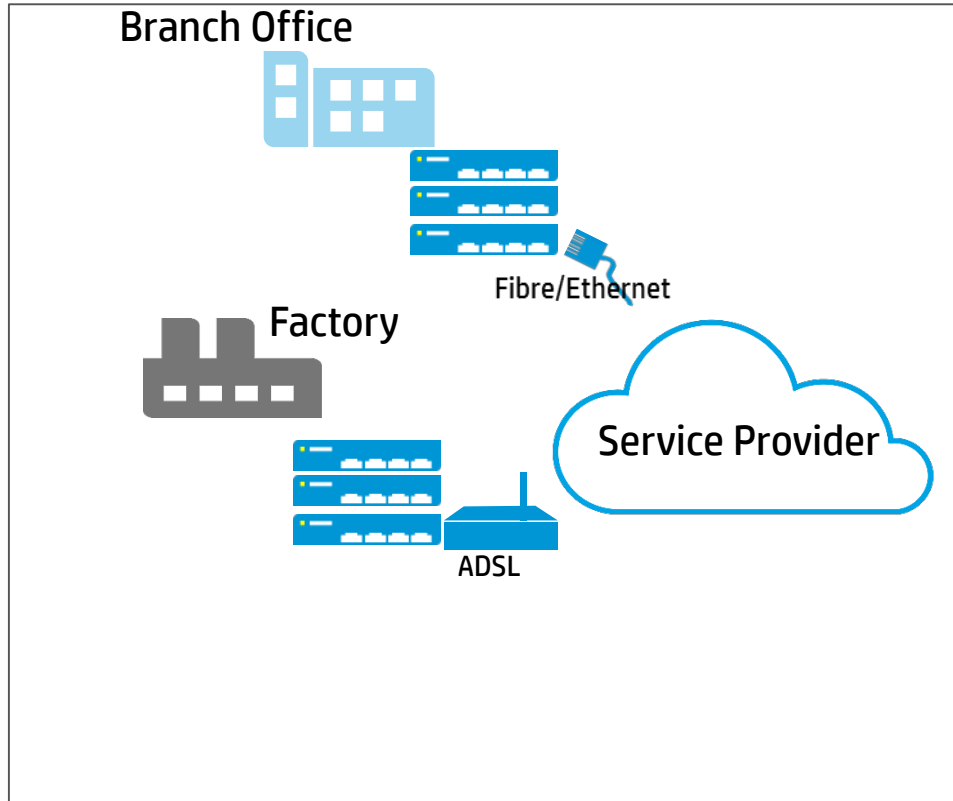 Branch Office
Fibre/Ethernet
Factory
Service Provider
ADSL